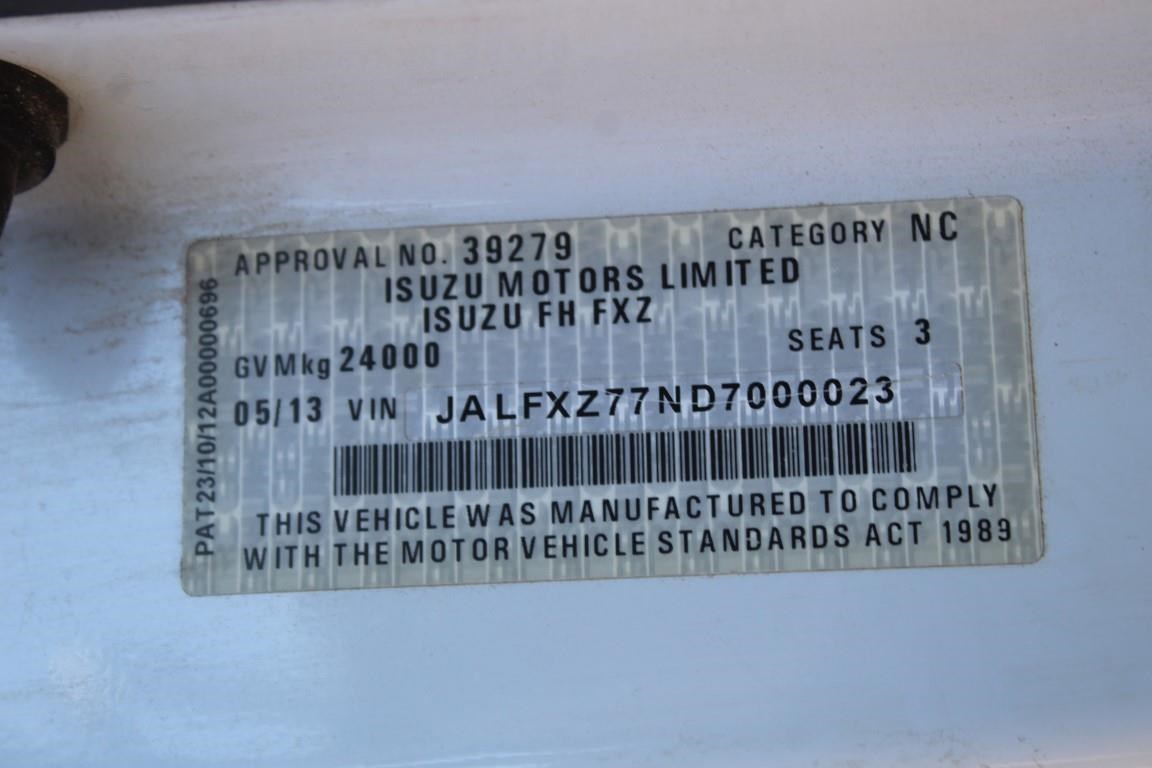 APPROVAL NO. 39279 CATEGORY NC
ISUZU MOTORS LIMITED
ISUZU FH FXZ
GVMkg 24000 SEATS 3
05/13 VIN JALFXZ77ND7000023
THIS VEHICLE WAS MANUFACTURED TO COMPLY
WITH THE MOTOR VEHICLE STANDARDS ACT 1989
PAT23/10/12A00000696